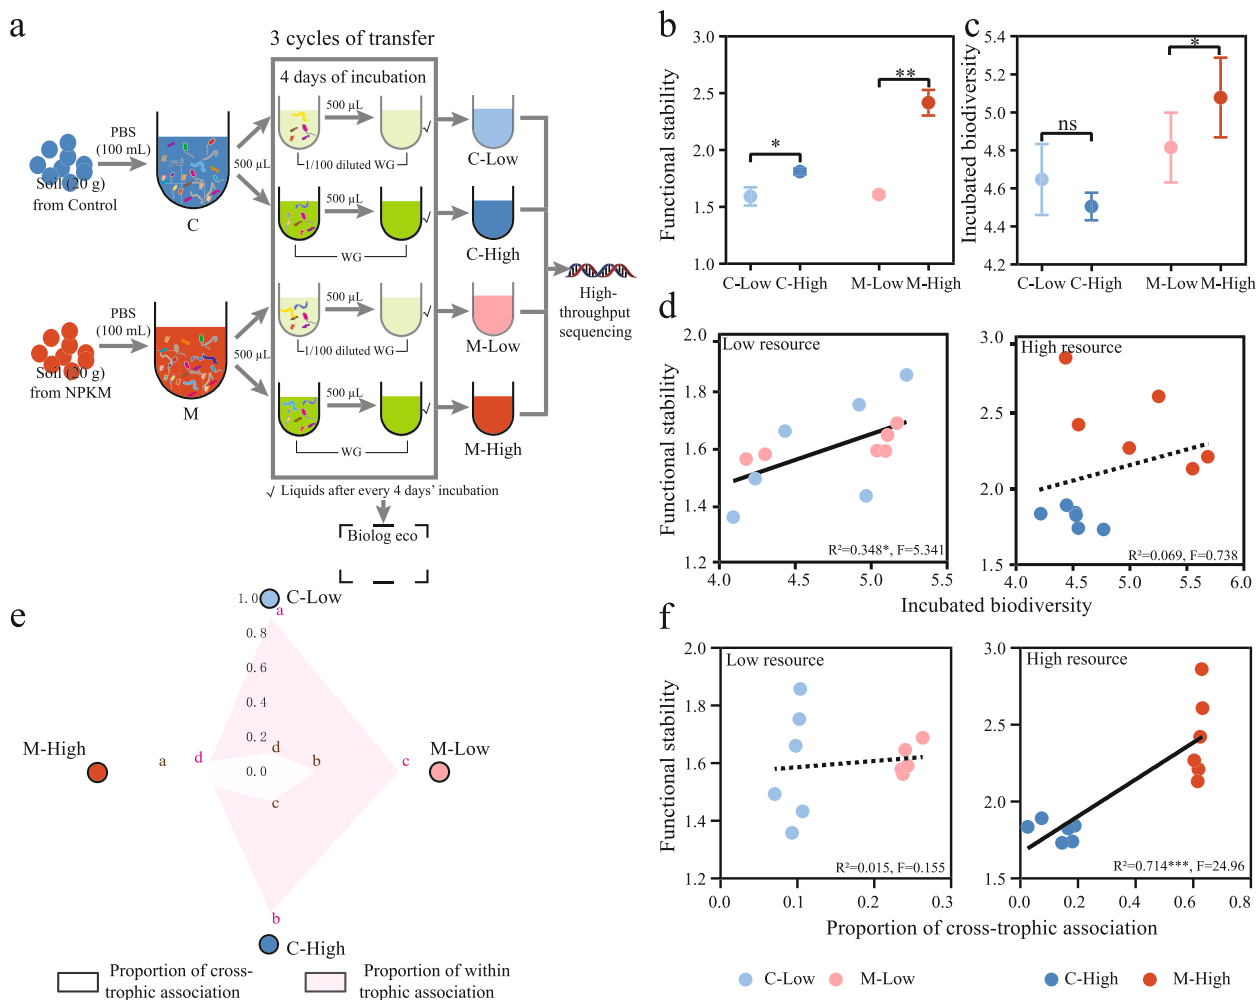 a
3 cycles of transfer
4 days of incubation
PBS
(100 mL)
Soil (20 g)
from Control
C
500 µL
500 µL
√
1/100 diluted WG
C-Low
500 µL
√
WG
C-High
PBS
(100 mL)
Soil (20 g)
from NPKM
M
500 µL
500 µL
√
1/100 diluted WG
M-Low
500 µL
√
WG
M-High
High-
throughput
sequencing
√ Liquids after every 4 days' incubation
Biolog eco
b
Functional stability
3.0
2.5
2.0
1.5
1.0
*
**
C-Low C-High M-Low M-High
c
Incubated biodiversity
5.4
5.2
5.0
4.8
4.6
4.4
4.2
ns
*
C-Low C-High M-Low M-High
d
Functional stability
2.0
1.8
1.6
1.4
1.2
Low resource
R²=0.348*, F=5.341
4.0 4.5 5.0 5.5
3.0
2.5
2.0
1.5
High resource
R²=0.069, F=0.738
4.0 4.5 5.0 5.5 6.0
Incubated biodiversity
e
C-Low
1.0
0.8
0.6
0.4
0.2
0.0
a
d
M-High
a
d
b
c
M-Low
c
b
C-High
Proportion of cross-
trophic association
Proportion of within
trophic association
f
Functional stability
2.0
1.8
1.6
1.4
1.2
Low resource
R²=0.015, F=0.155
0.0 0.1 0.2 0.3
3.0
2.5
2.0
1.5
High resource
R²=0.714***, F=24.96
0.0 0.2 0.4 0.6 0.8
Proportion of cross-trophic association
C-Low M-Low C-High M-High